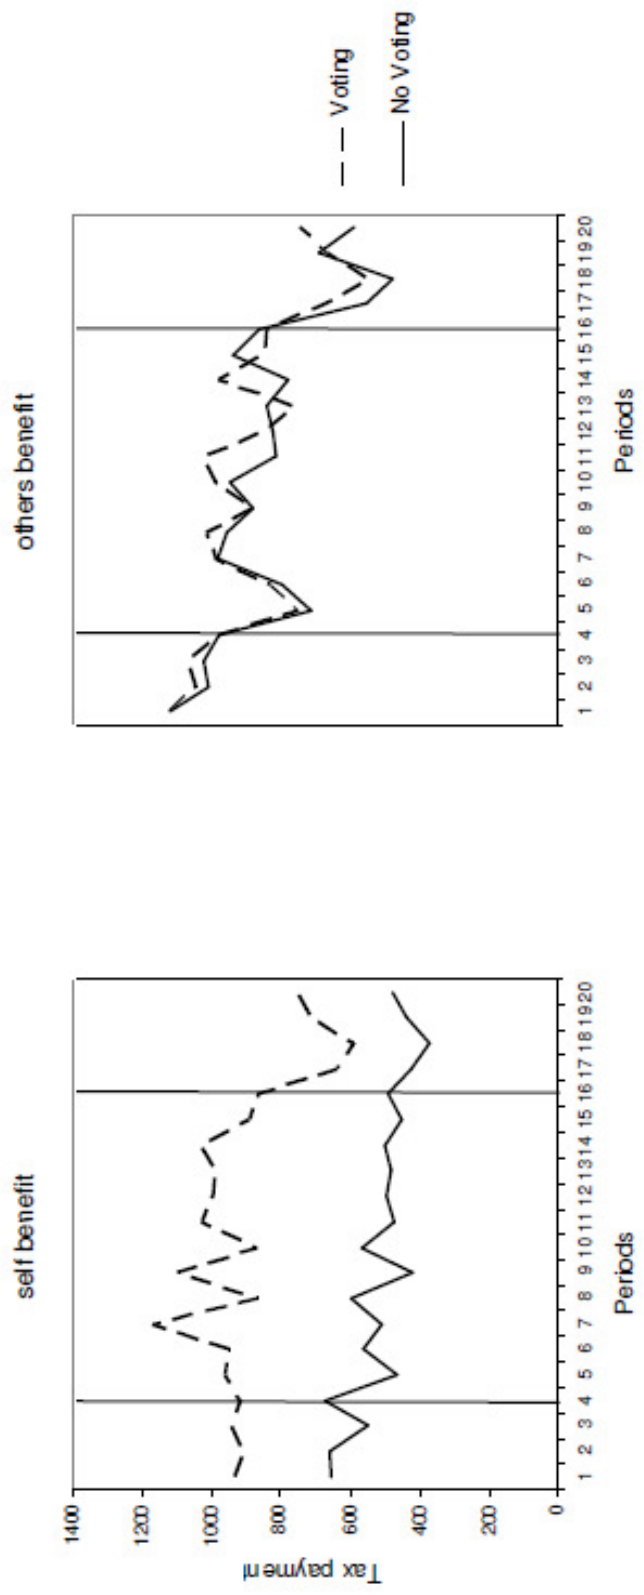 self benefit
others benefit
Tax payment
1400
1200
1000
800
600
400
200
0
1 2 3 4 5 6 7 8 9 10 11 12 13 14 15 16 17 18 19 20
Periods
1 2 3 4 5 6 7 8 9 10 11 12 13 14 15 16 17 18 19 20
Periods
Voting
No Voting